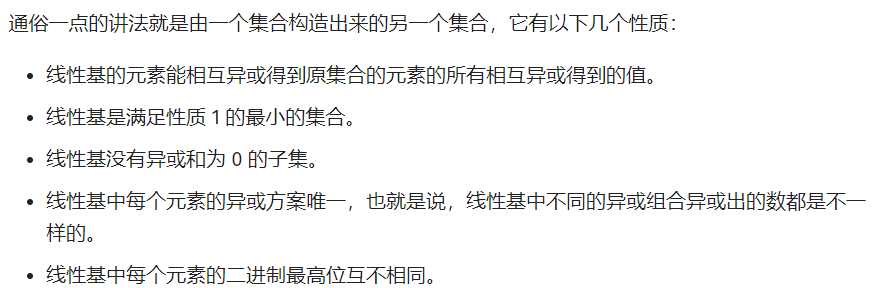 通俗一点的讲法就是由一个集合构造出来的另一个集合，它有以下几个性质：
• 线性基的元素能相互异或得到原集合的元素的所有相互异或得到的值。
• 线性基是满足性质 1 的最小的集合。
• 线性基没有异或和为 0 的子集。
• 线性基中每个元素的异或方案唯一，也就是说，线性基中不同的异或组合异或出的数都是不一
样的。
• 线性基中每个元素的二进制最高位互不相同。